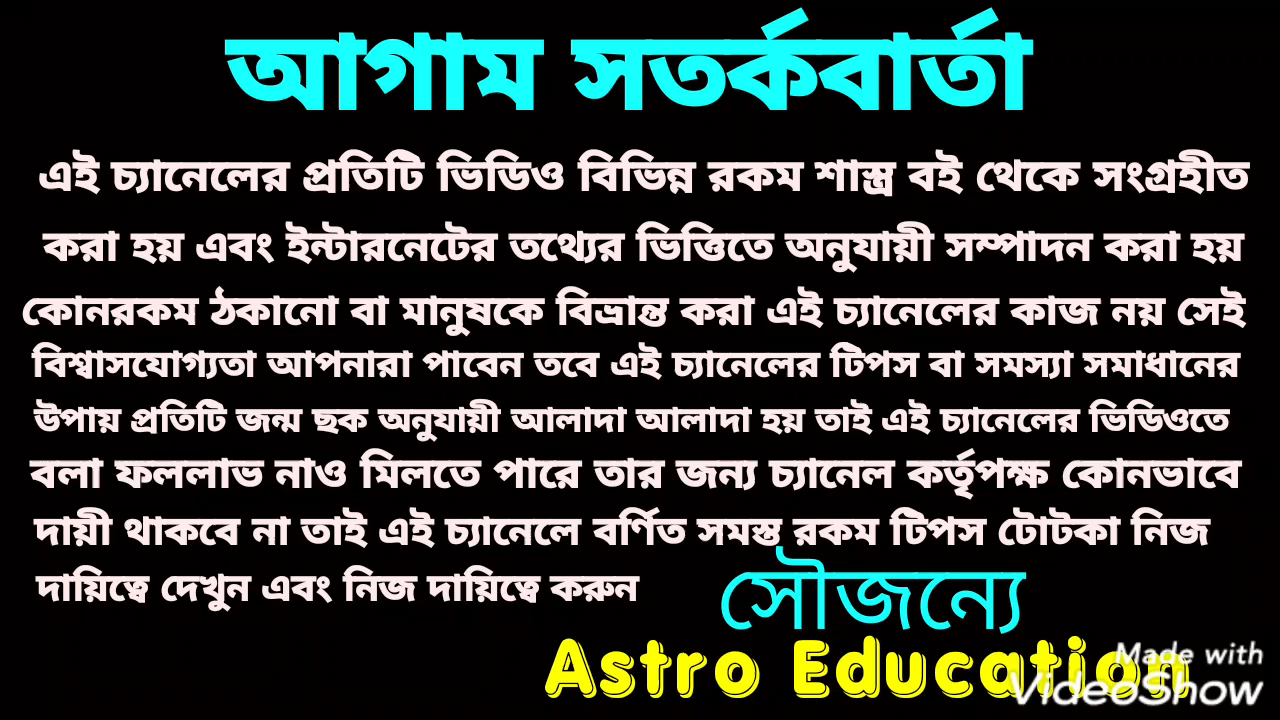 আগাম সতর্কবার্তা
এই চ্যানেলের প্রতিটি ভিডিও বিভিন্ন রকম শাস্ত্র বই থেকে সংগ্রহীত
করা হয় এবং ইন্টারনেটের তথ্যের ভিত্তিতে অনুযায়ী সম্পাদন করা হয়
কোনরকম ঠকানো বা মানুষকে বিভ্রান্ত করা এই চ্যানেলের কাজ নয় সেই
বিশ্বাসযোগ্যতা আপনারা পাবেন তবে এই চ্যানেলের টিপস বা সমস্যা সমাধানের
উপায় প্রতিটি জন্ম ছক অনুযায়ী আলাদা আলাদা হয় তাই এই চ্যানেলের ভিডিওতে
বলা ফললাভ নাও মিলতে পারে তার জন্য চ্যানেল কর্তৃপক্ষ কোনভাবে
দায়ী থাকবে না তাই এই চ্যানেলে বর্ণিত সমস্ত রকম টিপস টোটকা নিজ
দায়িত্বে দেখুন এবং নিজ দায়িত্বে করুন
সৌজন্যে
Astro Education
Made with
VideoShow